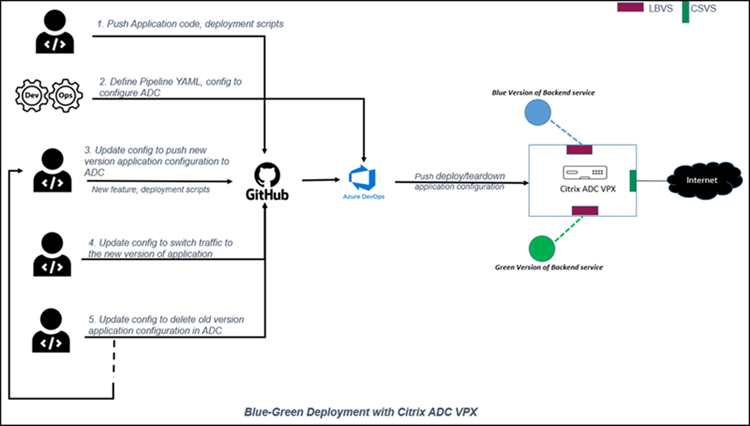 LBVS
CSVS
1. Push Application code, deployment scripts
Dev
Ops
2. Define Pipeline YAML, config to
configure ADC
Blue Version of Backend service
3. Update config to push new
version application configuration to
ADC
New feature, deployment scripts
GitHub
Azure DevOps
Push deploy/teardown
application configuration
Citrix ADC VPX
Internet
4. Update config to switch traffic to
the new version of application
Green Version of Backend service
5. Update config to delete old version
application configuration in ADC
Blue-Green Deployment with Citrix ADC VPX